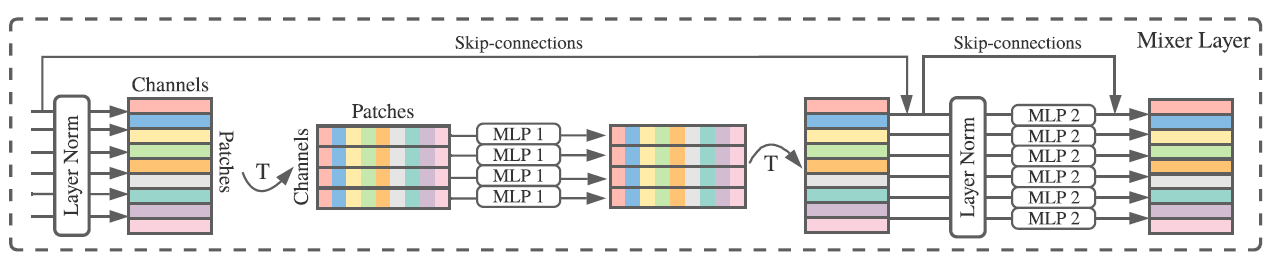 Skip-connections
Skip-connections
Mixer Layer
Channels
Layer Norm
Patches
T
Patches
Channels
MLP 1
MLP 1
MLP 1
MLP 1
T
Layer Norm
MLP 2
MLP 2
MLP 2
MLP 2
MLP 2
MLP 2